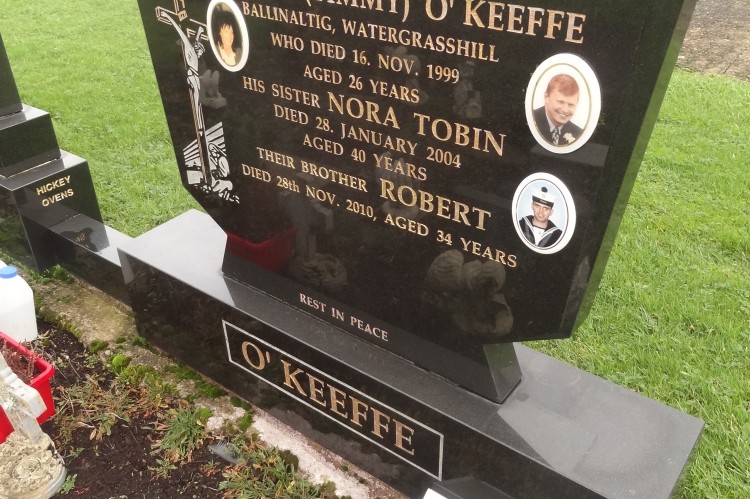 O' KEEFFE
BALLINALTIG, WATERGRASSHILL
WHO DIED 16. NOV. 1999
AGED 26 YEARS
HIS SISTER NORA TOBIN
DIED 28. JANUARY 2004
AGED 40 YEARS
THEIR BROTHER ROBERT
DIED 28th NOV. 2010, AGED 34 YEARS
REST IN PEACE
O' KEEFFE
HICKEY
OVENS